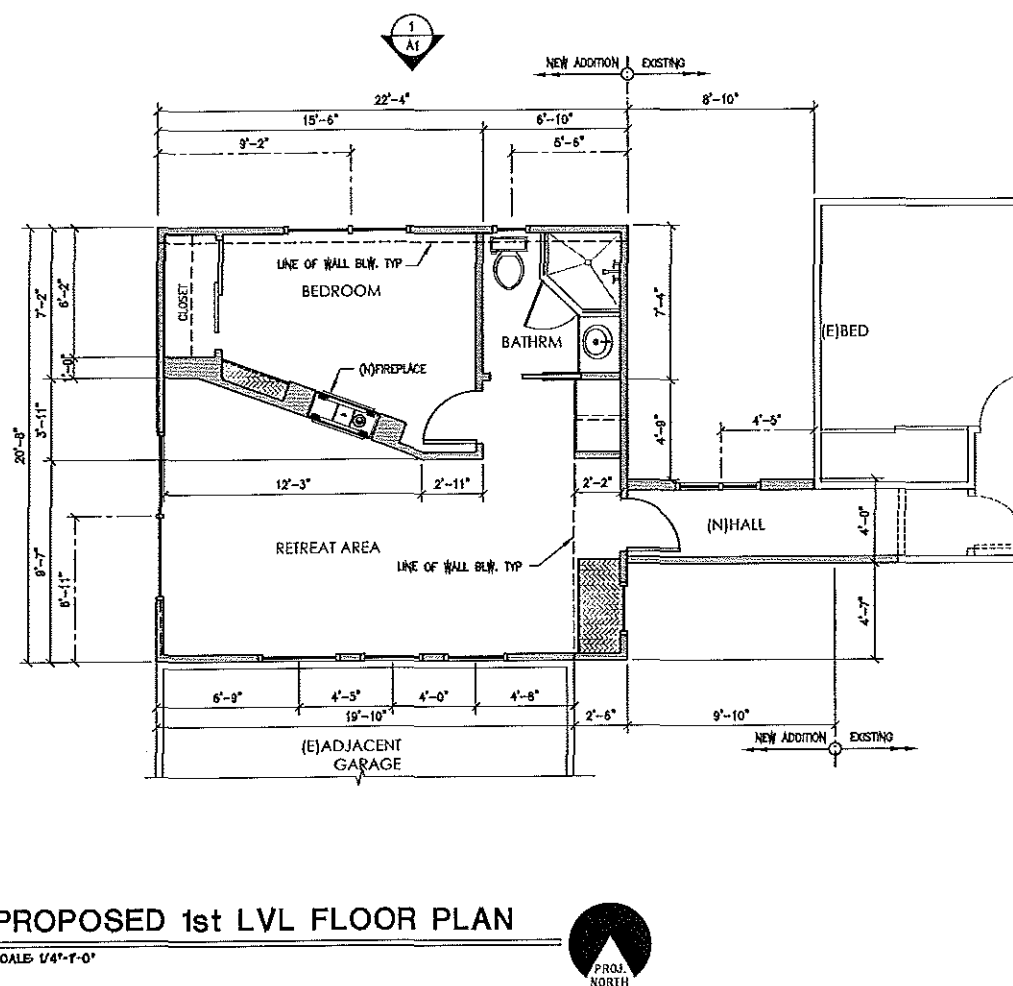 1
A1
NEW ADDITION
EXISTING
22'-4"
8'-10"
15'-6"
6'-10"
9'-2"
5'-6"
LINE OF WALL BLW. TYP
BEDROOM
CLOSET
BATHRM
(N)FIREPLACE
(E)BED
7'-2"
6'-2"
1'-0"
3'-11"
20'-8"
9'-7"
6'-11"
7'-4"
4'-9"
4'-5"
12'-3"
2'-11"
2'-2"
RETREAT AREA
LINE OF WALL BLW. TYP
(N)HALL
4'-0"
4'-7"
6'-9"
4'-5"
4'-0"
4'-8"
19'-10"
2'-6"
9'-10"
(E)ADJACENT
GARAGE
NEW ADDITION
EXISTING
PROPOSED 1st LVL FLOOR PLAN
PROJ.
NORTH